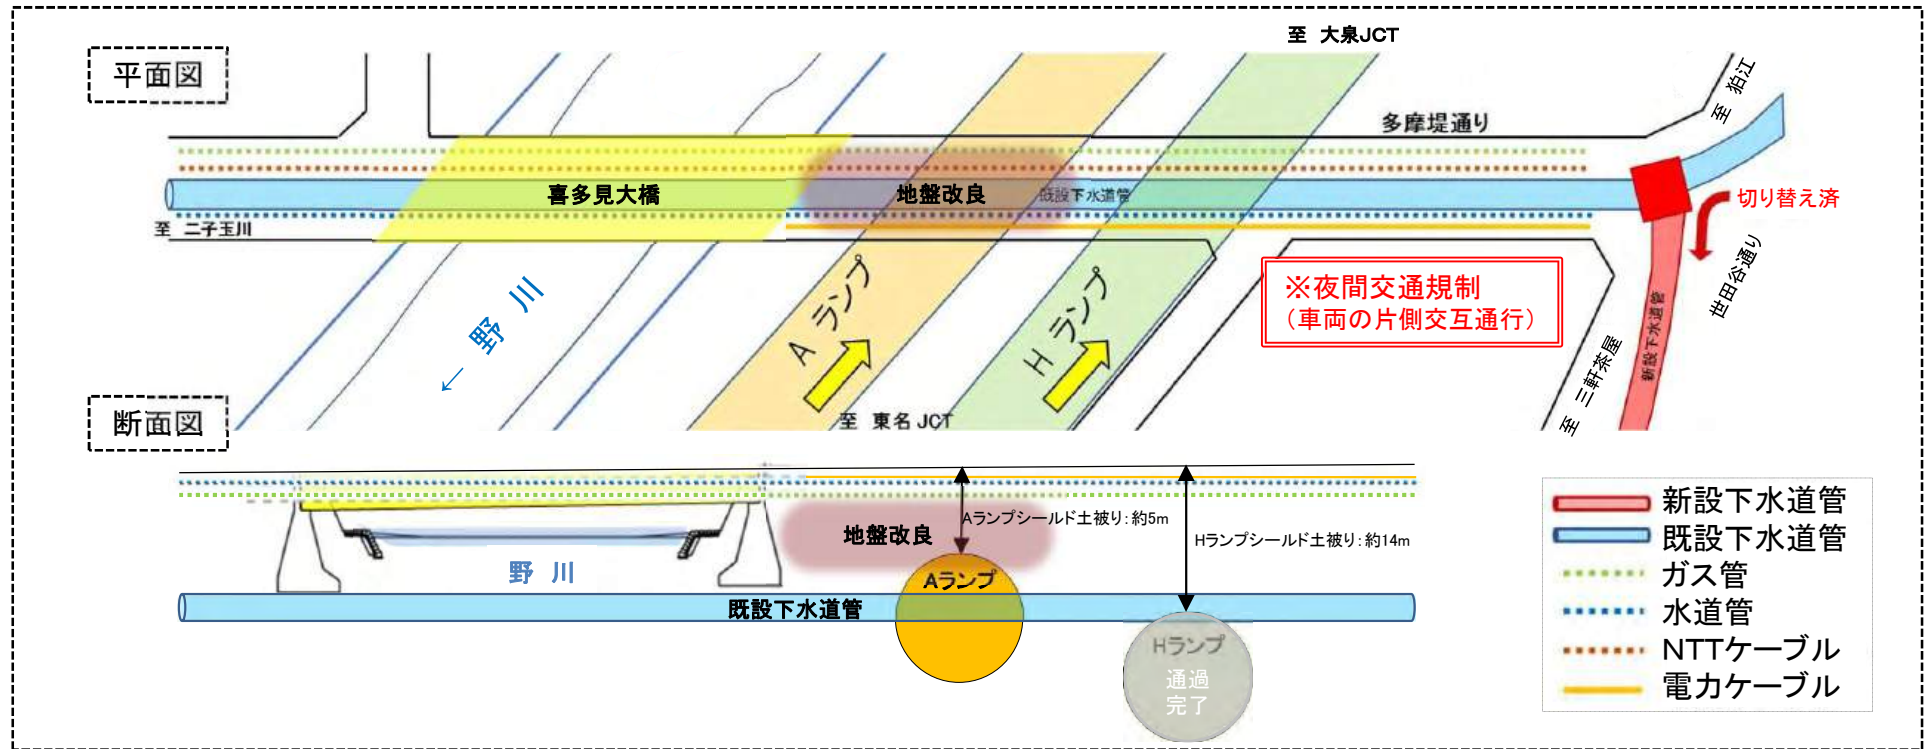 至 大泉JCT
平面図
多摩堤通り
至 狛江
喜多見大橋
地盤改良
既設下水道管
切り替え済
至 二子玉川
世田谷通り
← 野川
Aランプ
Hランプ
※夜間交通規制
（車両の片側交互通行）
新設下水道管
至 三軒茶屋
至 東名JCT
断面図
地盤改良
Aランプシールド土被り：約5m
Hランプシールド土被り：約14m
野 川
Aランプ
既設下水道管
Hランプ
通過
完了
新設下水道管
既設下水道管
ガス管
水道管
NTTケーブル
電力ケーブル